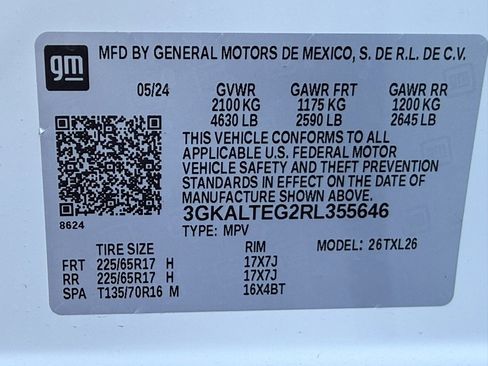 gm
MFD BY GENERAL MOTORS DE MEXICO, S. DE R.L. DE C.V.
05/24 GVWR GAWR FRT GAWR RR
2100 KG 1175 KG 1200 KG
4630 LB 2590 LB 2645 LB
THIS VEHICLE CONFORMS TO ALL
APPLICABLE U.S. FEDERAL MOTOR
VEHICLE SAFETY AND THEFT PREVENTION
STANDARDS IN EFFECT ON THE DATE OF
MANUFACTURE SHOWN ABOVE.
3GKALTEG2RL355646
8624
TYPE: MPV MODEL: 26TXL26
TIRE SIZE RIM
FRT 225/65R17 H 17X7J
RR 225/65R17 H 17X7J
SPA T135/70R16 M 16X4BT